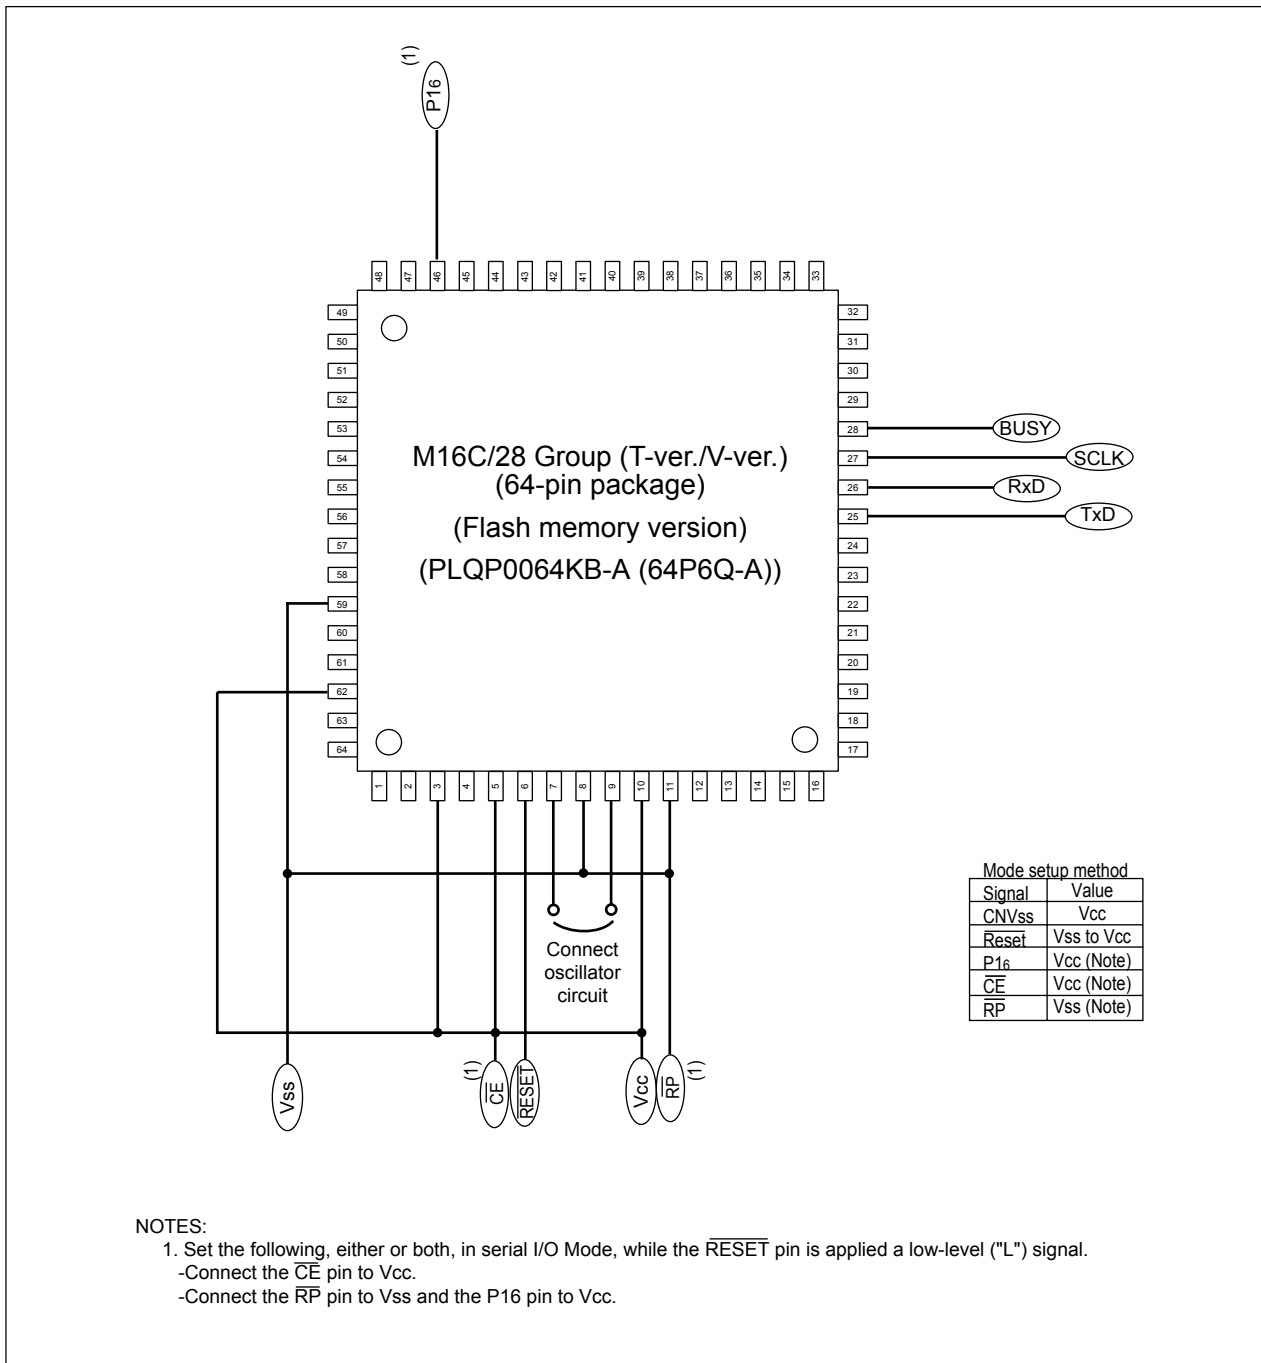 (1)
P16
48 47 46 45 44 43 42 41 40 39 38 37 36 35 34 33
49
50
51
52
53
54
55
56
57
58
59
60
61
62
63
64
32
31
30
29
28
27
26
25
24
23
22
21
20
19
18
17
BUSY
SCLK
RxD
TxD
M16C/28 Group (T-ver./V-ver.)
(64-pin package)
(Flash memory version)
(PLQP0064KB-A (64P6Q-A))
1 2 3 4 5 6 7 8 9 10 11 12 13 14 15 16
Connect
oscillator
circuit
Vss
(1)
CE
RESET
Vcc
RP
(1)
Mode setup method
Signal Value
CNVss Vcc
Reset Vss to Vcc
P16 Vcc (Note)
CE Vcc (Note)
RP Vss (Note)
NOTES:
1. Set the following, either or both, in serial I/O Mode, while the RESET pin is applied a low-level ("L") signal.
-Connect the CE pin to Vcc.
-Connect the RP pin to Vss and the P16 pin to Vcc.